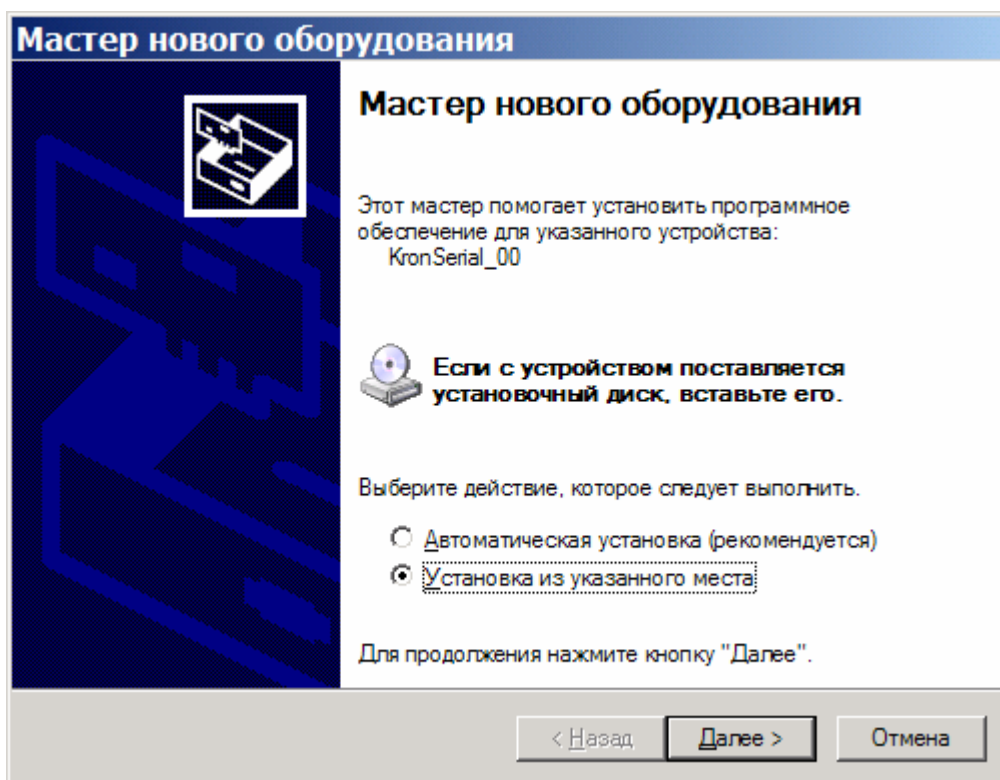 Мастер нового оборудования
Мастер нового оборудования
Этот мастер помогает установить программное
обеспечение для указанного устройства:
KronSerial_00
Если с устройством поставляется
установочный диск, вставьте его.
Выберите действие, которое следует выполнить.
Автоматическая установка (рекомендуется)
Установка из указанного места
Для продолжения нажмите кнопку "Далее".
< Назад Далее > Отмена